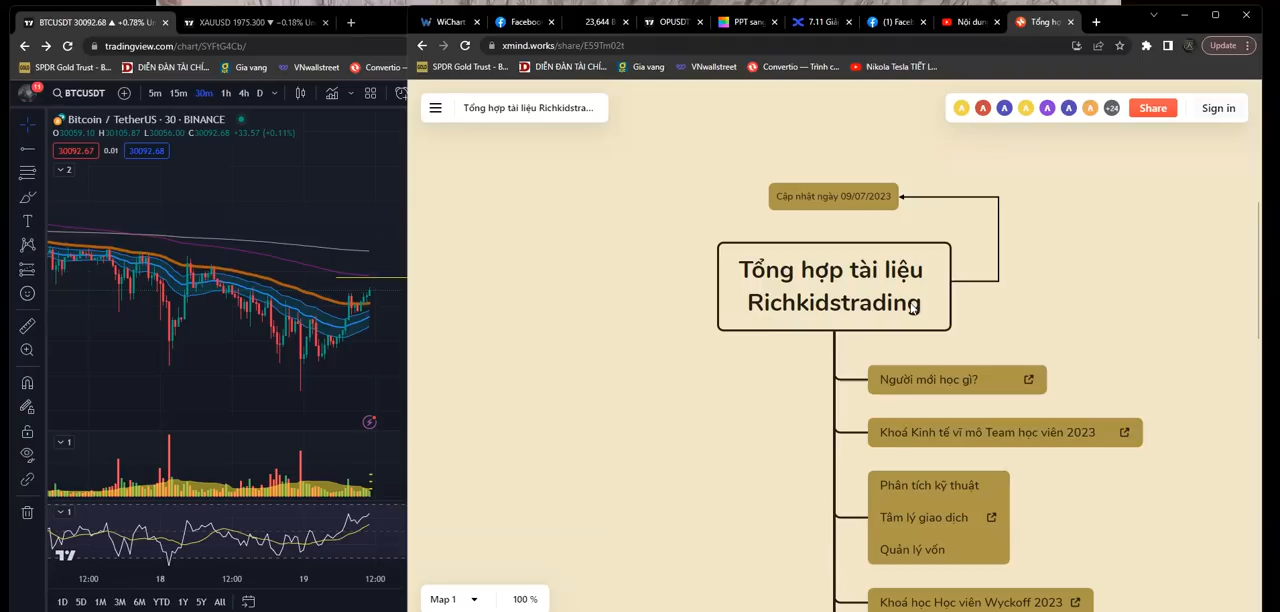 BTCUSDT 30092.68 ▲ +0.78% U
XAUUSD 1975.300 ▼ −0.18% Un
tradingview.com/chart/SYFtG4Cb/
SPDR Gold Trust - B...
DIỄN ĐÀN TÀI CHÍ...
Gia vang
VNwallstreet
Convertio —
11
BTCUSDT
5m 15m 30m 1h 4h D
Bitcoin / TetherUS · 30 · BINANCE
O30059.10 H30105.87 L30056.00 C30092.68 +33.57 (+0.11%)
30092.67 0.01 30092.68
2
1
1
12:00 18 12:00 19 12:00
1D 5D 1M 3M 6M YTD 1Y 5Y All
WiChart
Facebook
23,644 B
OPUSDT
PPT san
7.11 Giải
(1) Face
Nội dun
Tổng hợ
xmind.works/share/E59Tm02t
Update
SPDR Gold Trust - B...
DIỄN ĐÀN TÀI CHÍ...
Gia vang
VNwallstreet
Convertio — Trình c...
Nikola Tesla TIẾT L...
Tổng hợp tài liệu Richkidstra...
+24
Share
Sign in
Cập nhật ngày 09/07/2023
Tổng hợp tài liệu
Richkidstrading
Người mới học gì?
Khoá Kinh tế vĩ mô Team học viên 2023
Phân tích kỹ thuật
Tâm lý giao dịch
Quản lý vốn
Khoá học Học viên Wyckoff 2023
Map 1
100 %